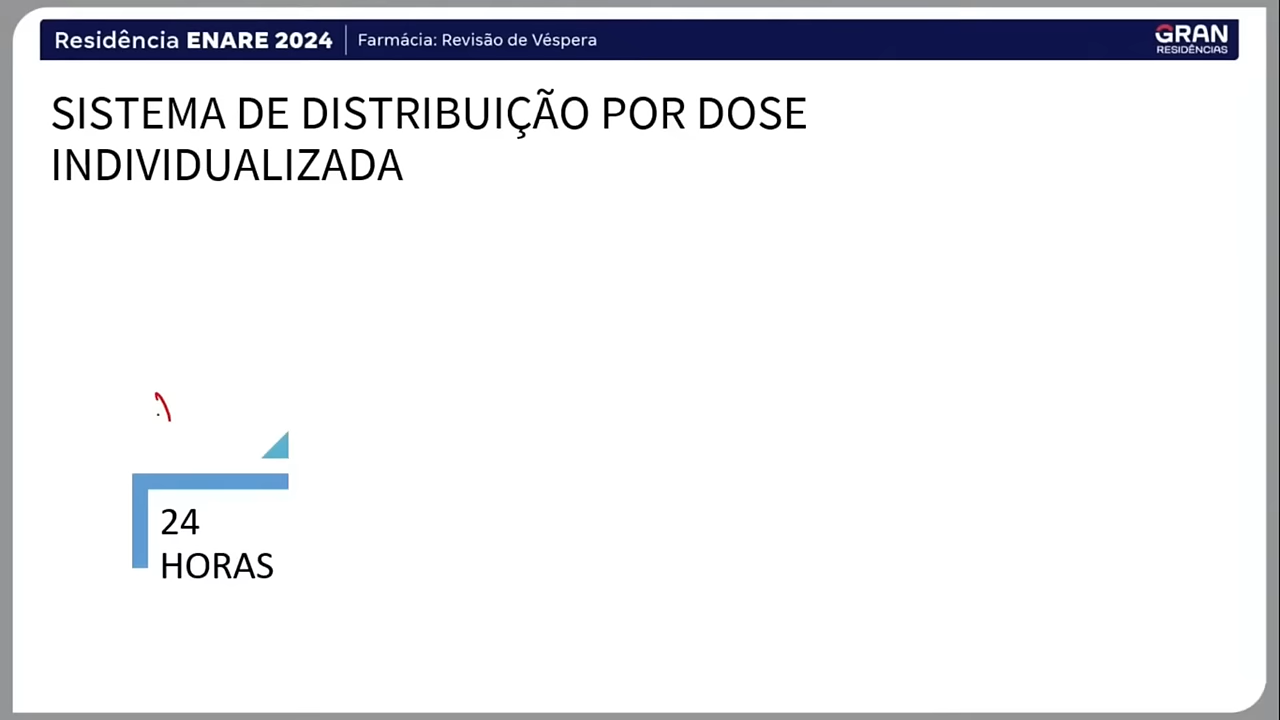 Residência ENARE 2024 Farmácia: Revisão de Véspera
GRAN
RESIDÊNCIAS
SISTEMA DE DISTRIBUIÇÃO POR DOSE
INDIVIDUALIZADA
24
HORAS